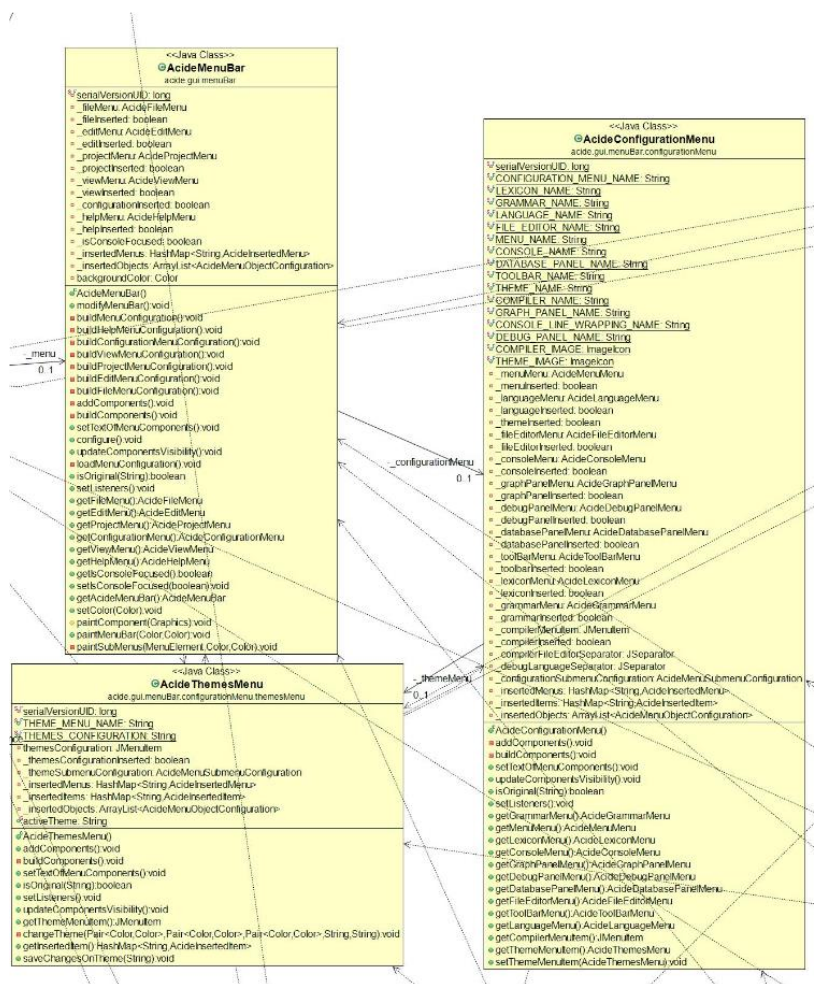 <<Java Class>>
AcideMenuBar
acide.gui.menuBar
serialVersionUID: long
_fileMenu: AcideFileMenu
_fileInserted: boolean
_editMenu: AcideEditMenu
_editInserted: boolean
_projectMenu: AcideProjectMenu
_projectInserted: boolean
_viewMenu: AcideViewMenu
_viewInserted: boolean
_configurationInserted: boolean
_helpMenu: AcideHelpMenu
_helpInserted: boolean
_isConsoleFocused: boolean
_insertedMenus: HashMap<String,AcideInsertedMenu>
_insertedObjects: ArrayList<AcideMenuObjectConfiguration>
backgroundColor: Color
AcideMenuBar()
modifyMenuBar():void
buildMenuConfiguration():void
buildHelpMenuConfiguration():void
buildConfigurationMenuConfiguration():void
buildViewMenuConfiguration():void
buildProjectMenuConfiguration():void
buildEditMenuConfiguration():void
buildFileMenuConfiguration():void
addComponents():void
buildComponents():void
setTextOfMenuComponents():void
configure():void
updateComponentsVisibility():void
loadMenuConfiguration():void
isOriginal(String):boolean
setListeners():void
getFileMenu():AcideFileMenu
getEditMenu():AcideEditMenu
getProjectMenu():AcideProjectMenu
getConfigurationMenu():AcideConfigurationMenu
getViewMenu():AcideViewMenu
getHelpMenu():AcideHelpMenu
getIsConsoleFocused():boolean
setIsConsoleFocused(boolean):void
getAcideMenuBar():AcideMenuBar
setColor(Color):void
paintComponent(Graphics):void
paintMenuBar(Color,Color):void
paintSubMenus(MenuElement,Color,Color):void
-_menu
0..1
-_configurationMenu
0..1
<<Java Class>>
AcideConfigurationMenu
acide.gui.menuBar.configurationMenu
serialVersionUID: long
CONFIGURATION_MENU_NAME: String
LEXICON_NAME: String
GRAMMAR_NAME: String
LANGUAGE_NAME: String
FILE_EDITOR_NAME: String
MENU_NAME: String
CONSOLE_NAME: String
DATABASE_PANEL_NAME: String
TOOLBAR_NAME: String
THEME_NAME: String
COMPILER_NAME: String
GRAPH_PANEL_NAME: String
CONSOLE_LINE_WRAPPING_NAME: String
DEBUG_PANEL_NAME: String
COMPILER_IMAGE: ImageIcon
THEME_IMAGE: ImageIcon
_menuMenu: AcideMenuMenu
_menuInserted: boolean
_languageMenu: AcideLanguageMenu
_languageInserted: boolean
_themeInserted: boolean
_fileEditorMenu: AcideFileEditorMenu
_fileEditorInserted: boolean
_consoleMenu: AcideConsoleMenu
_consoleInserted: boolean
_graphPanelMenu: AcideGraphPanelMenu
_graphPanelInserted: boolean
_debugPanelMenu: AcideDebugPanelMenu
_debugPanelInserted: boolean
_databasePanelMenu: AcideDatabasePanelMenu
_databasePanelInserted: boolean
_toolBarMenu: AcideToolBarMenu
_toolbarInserted: boolean
_lexiconMenu: AcideLexiconMenu
_lexiconInserted: boolean
_grammarMenu: AcideGrammarMenu
_grammarInserted: boolean
_compilerMenuItem: JMenuItem
_compilerInserted: boolean
_compilerFileEditorSeparator: JSeparator
_debugLanguageSeparator: JSeparator
_configurationSubmenuConfiguration: AcideMenuSubmenuConfiguration
_insertedMenus: HashMap<String,AcideInsertedMenu>
_insertedItems: HashMap<String,AcideInsertedItem>
_insertedObjects: ArrayList<AcideMenuObjectConfiguration>
AcideConfigurationMenu()
addComponents():void
buildComponents():void
setTextOfMenuComponents():void
updateComponentsVisibility():void
isOriginal(String):boolean
setListeners():void
getGrammarMenu():AcideGrammarMenu
getMenuMenu():AcideMenuMenu
getLexiconMenu():AcideLexiconMenu
getConsoleMenu():AcideConsoleMenu
getGraphPanelMenu():AcideGraphPanelMenu
getDebugPanelMenu():AcideDebugPanelMenu
getDatabasePanelMenu():AcideDatabasePanelMenu
getFileEditorMenu():AcideFileEditorMenu
getToolBarMenu():AcideToolBarMenu
getLanguageMenu():AcideLanguageMenu
getCompilerMenuItem():JMenuItem
getThemeMenuItem():AcideThemesMenu
setThemeMenuItem(AcideThemesMenu):void
-_themeMenu
0..1
<<Java Class>>
AcideThemesMenu
acide.gui.menuBar.configurationMenu.themesMenu
serialVersionUID: long
THEME_MENU_NAME: String
THEMES_CONFIGURATION: String
themesConfiguration: JMenuItem
_themesConfigurationInserted: boolean
_themeSubmenuConfiguration: AcideMenuSubmenuConfiguration
_insertedMenus: HashMap<String,AcideInsertedMenu>
_insertedItems: HashMap<String,AcideInsertedItem>
_insertedObjects: ArrayList<AcideMenuObjectConfiguration>
activeTheme: String
AcideThemesMenu()
addComponents():void
buildComponents():void
setTextOfMenuComponents():void
isOriginal(String):boolean
setListeners():void
updateComponentsVisibility():void
getThemeMenuItem():JMenuItem
changeTheme(Pair<Color,Color>,Pair<Color,Color>,Pair<Color,Color>,String,String):void
getInsertedItem():HashMap<String,AcideInsertedItem>
saveChangesOnTheme(String):void